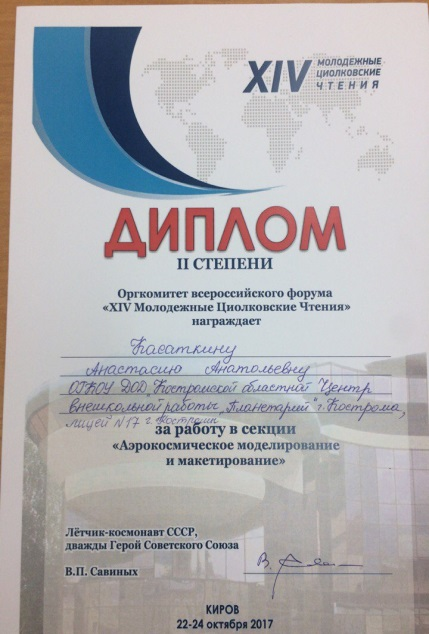 XIV МОЛОДЕЖНЫЕ
ЦИОЛКОВСКИЕ
ЧТЕНИЯ
ДИПЛОМ
II СТЕПЕНИ
Оргкомитет всероссийского форума
«XIV Молодежные Циолковские Чтения»
награждает
Касаткину
Анастасию Анатольевну
ОГКОУ ДОД „Костромской областной Центр
внешкольной работы „Планетарий" г. Кострома,
лицей N17 г. Костромы
за работу в секции
«Аэрокосмическое моделирование
и макетирование»
Лётчик-космонавт СССР,
дважды Герой Советского Союза
В.П. Савиных
КИРОВ
22-24 октября 2017